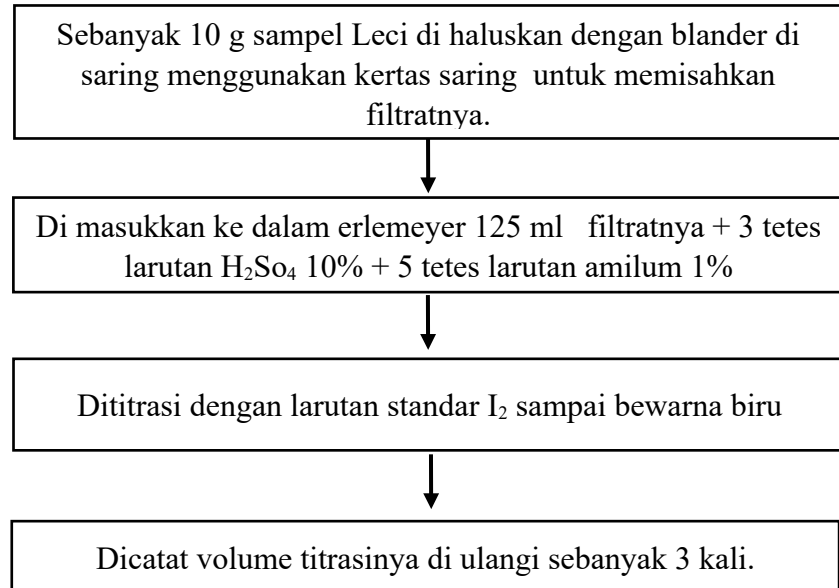 Sebanyak 10 g sampel Leci di haluskan dengan blander di
saring menggunakan kertas saring  untuk memisahkan
filtratnya.
Di masukkan ke dalam erlemeyer 125 ml   filtratnya + 3 tetes
larutan H₂So₄ 10% + 5 tetes larutan amilum 1%
Dititrasi dengan larutan standar I₂ sampai bewarna biru
Dicatat volume titrasinya di ulangi sebanyak 3 kali.